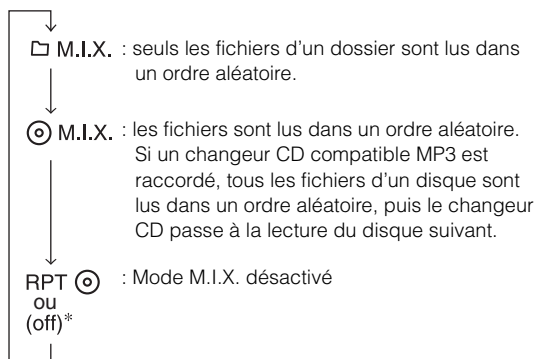 M.I.X. : seuls les fichiers d'un dossier sont lus dans
un ordre aléatoire.
M.I.X. : les fichiers sont lus dans un ordre aléatoire.
Si un changeur CD compatible MP3 est
raccordé, tous les fichiers d'un disque sont
lus dans un ordre aléatoire, puis le changeur
CD passe à la lecture du disque suivant.
RPT : Mode M.I.X. désactivé
ou
(off)*